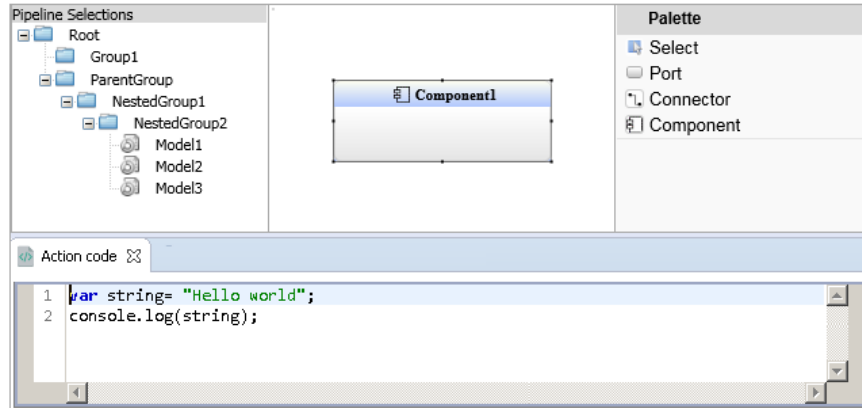 Pipeline Selections
Root
Group1
ParentGroup
NestedGroup1
NestedGroup2
Model1
Model2
Model3
Component1
Palette
Select
Port
Connector
Component
Action code
1 var string= "Hello world";
2 console.log(string);